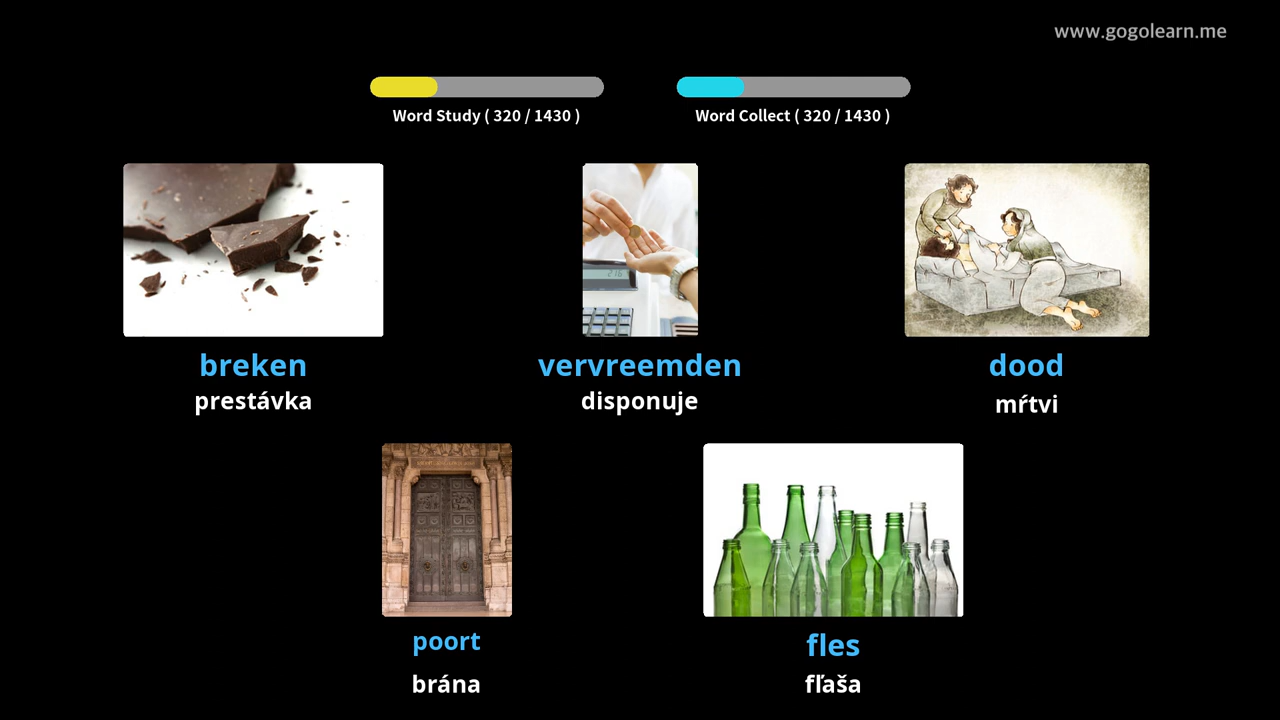 www.gogolearn.me
Word Study ( 320 / 1430 )
Word Collect ( 320 / 1430 )
breken
prestávka
vervreemden
disponuje
dood
mŕtvi
poort
brána
fles
fľaša